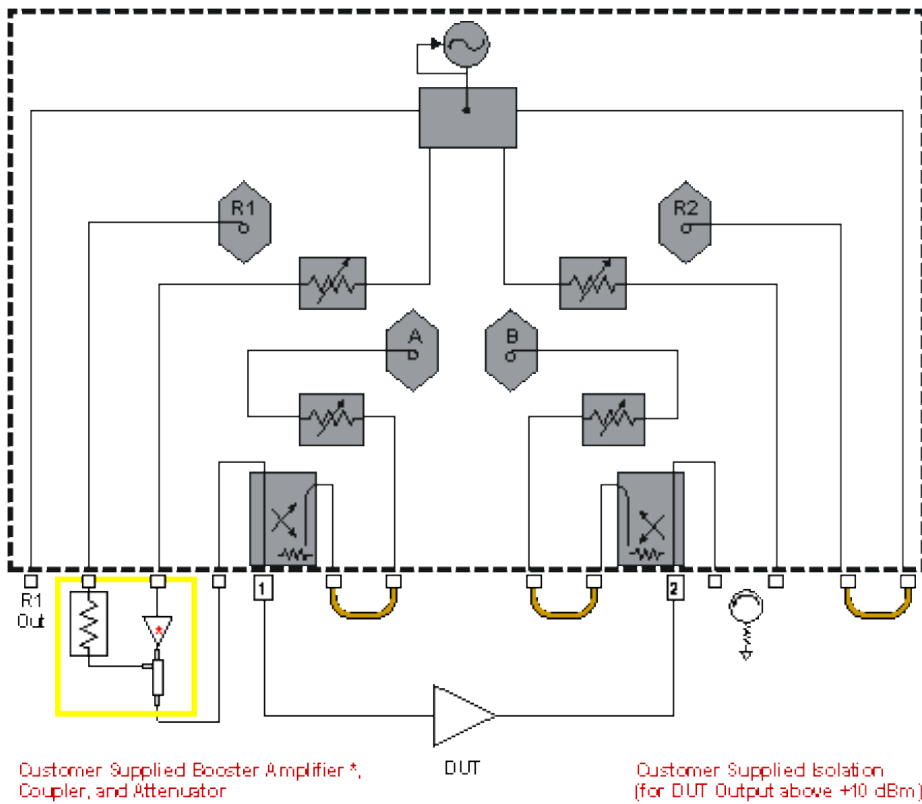 R1
R2
A
B
1
2
R1
Out
*
DUT
Customer Supplied Booster Amplifier *,
Coupler, and Attenuator
Customer Supplied Isolation
(for DUT Output above +10 dBm)